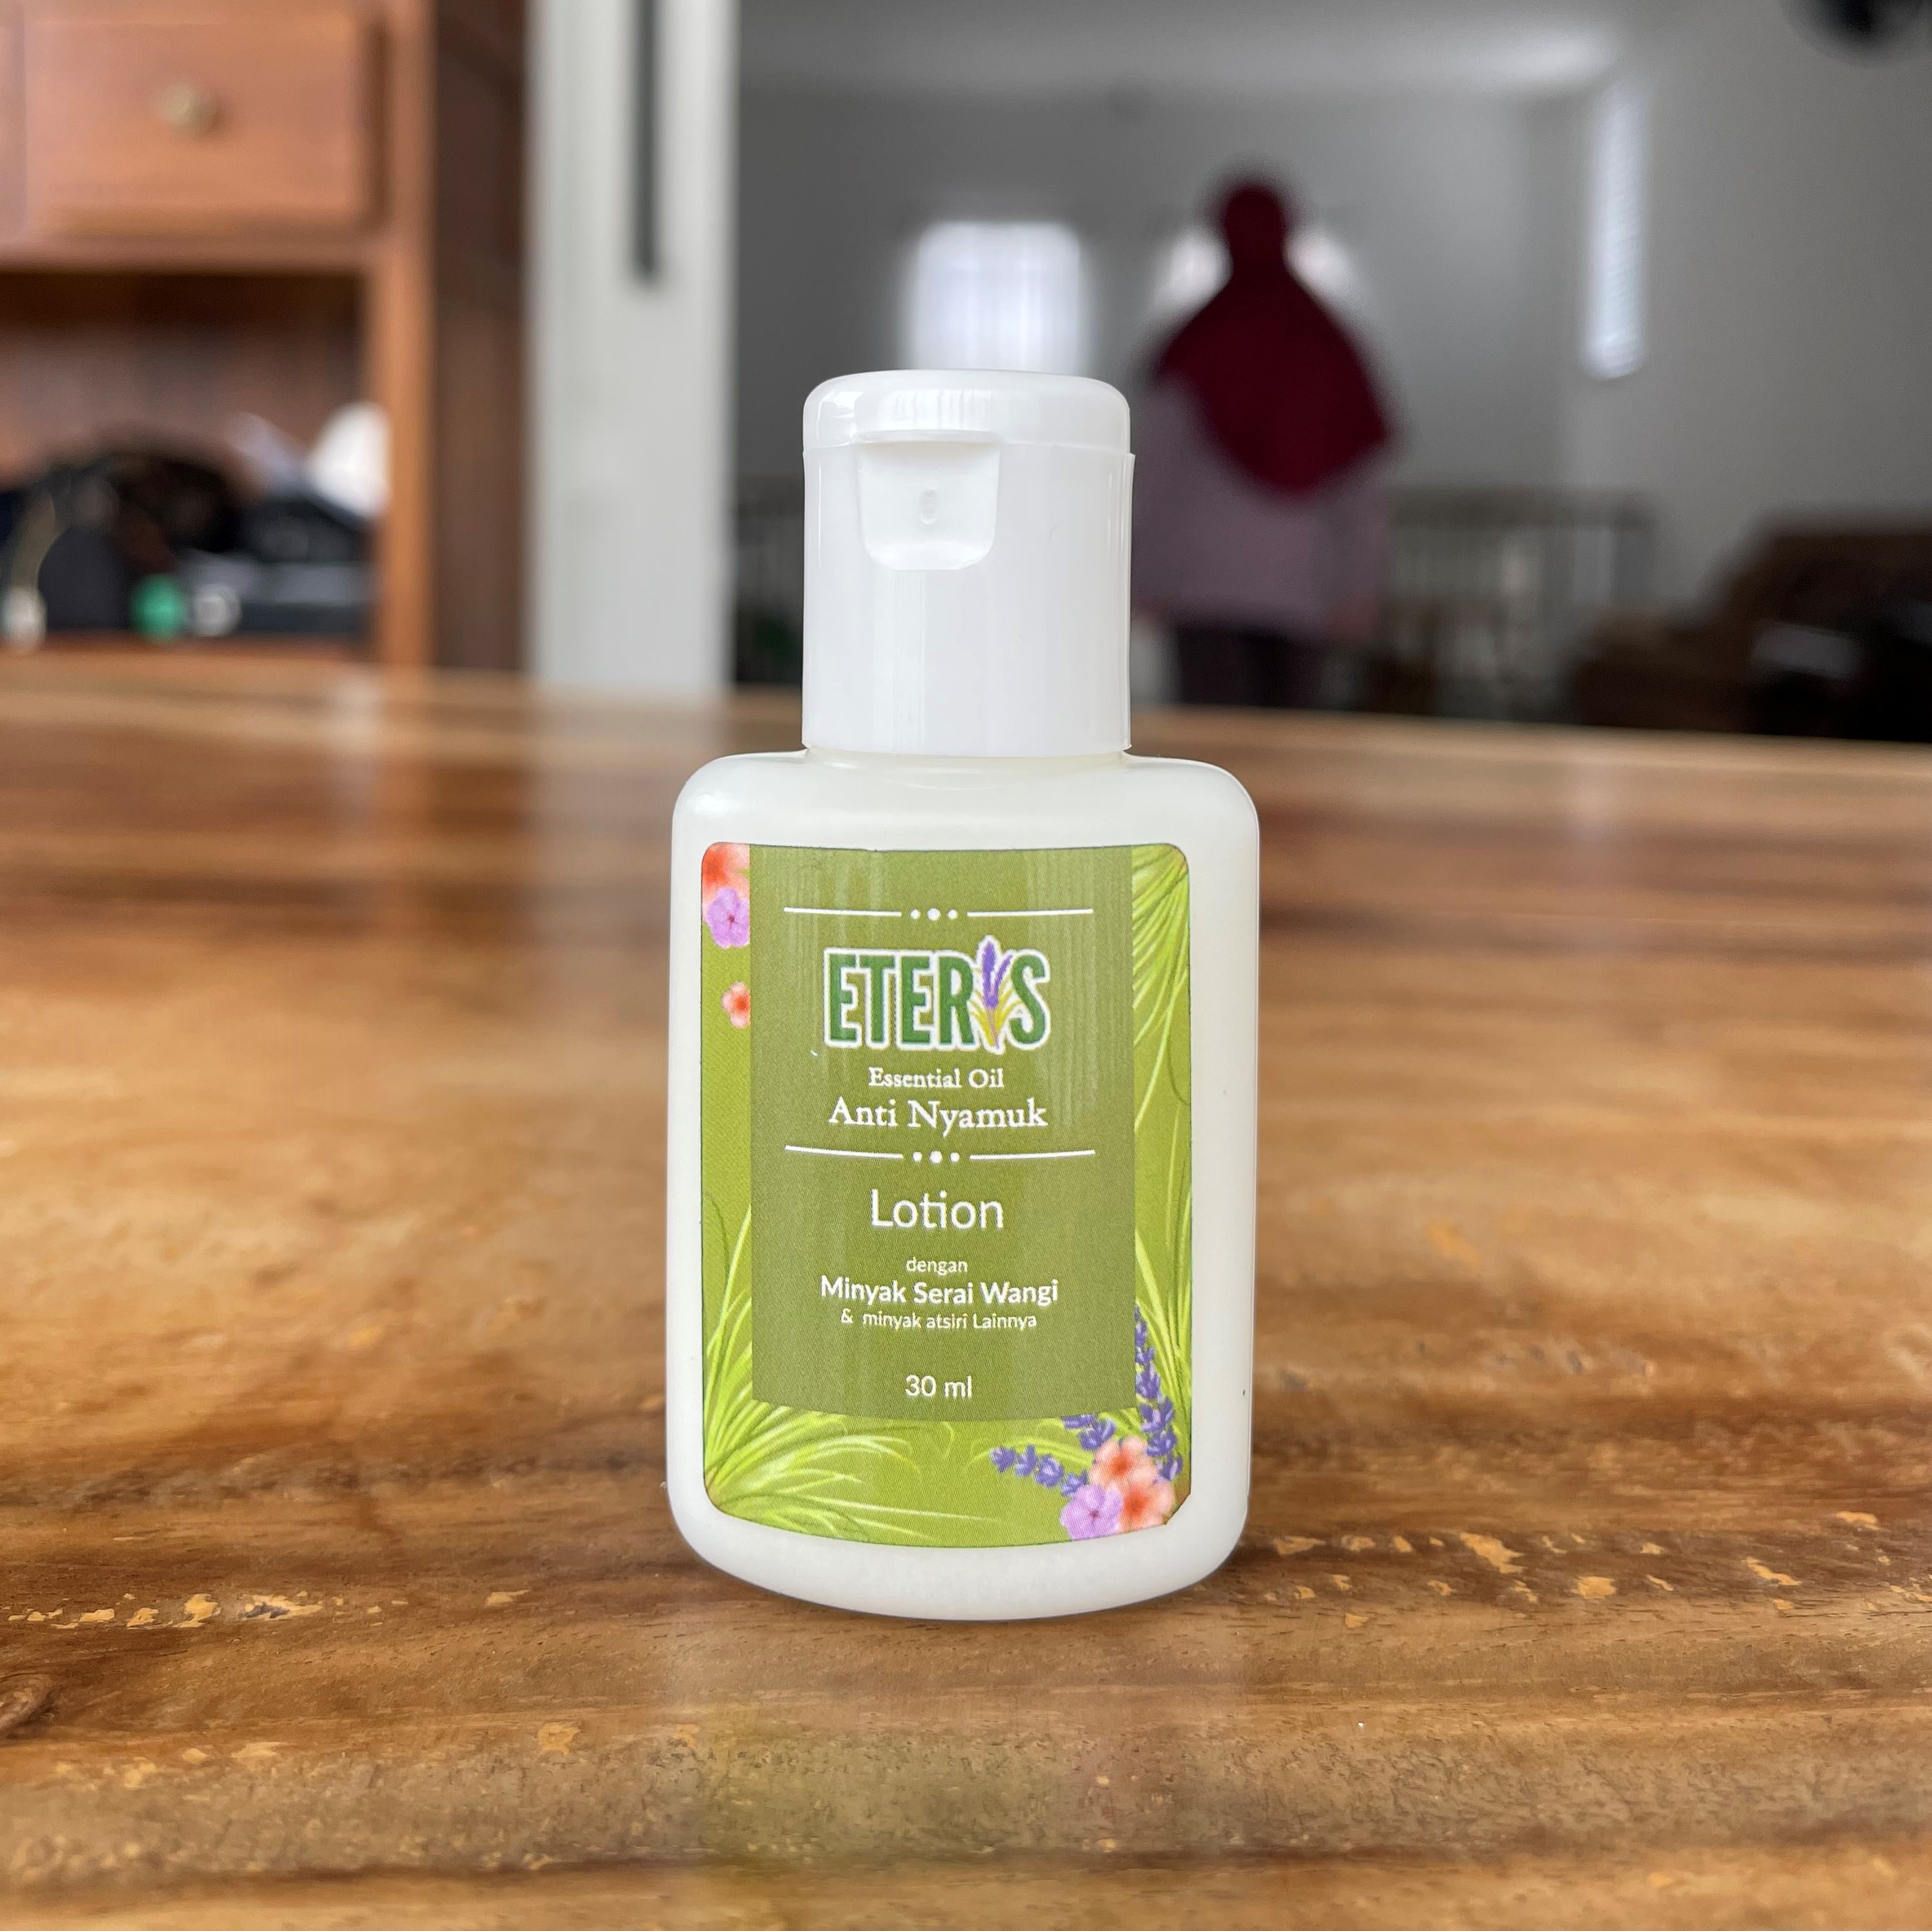 ETERIS
Essential Oil
Anti Nyamuk
Lotion
dengan
Minyak Serai Wangi
& minyak atsiri Lainnya
30 ml